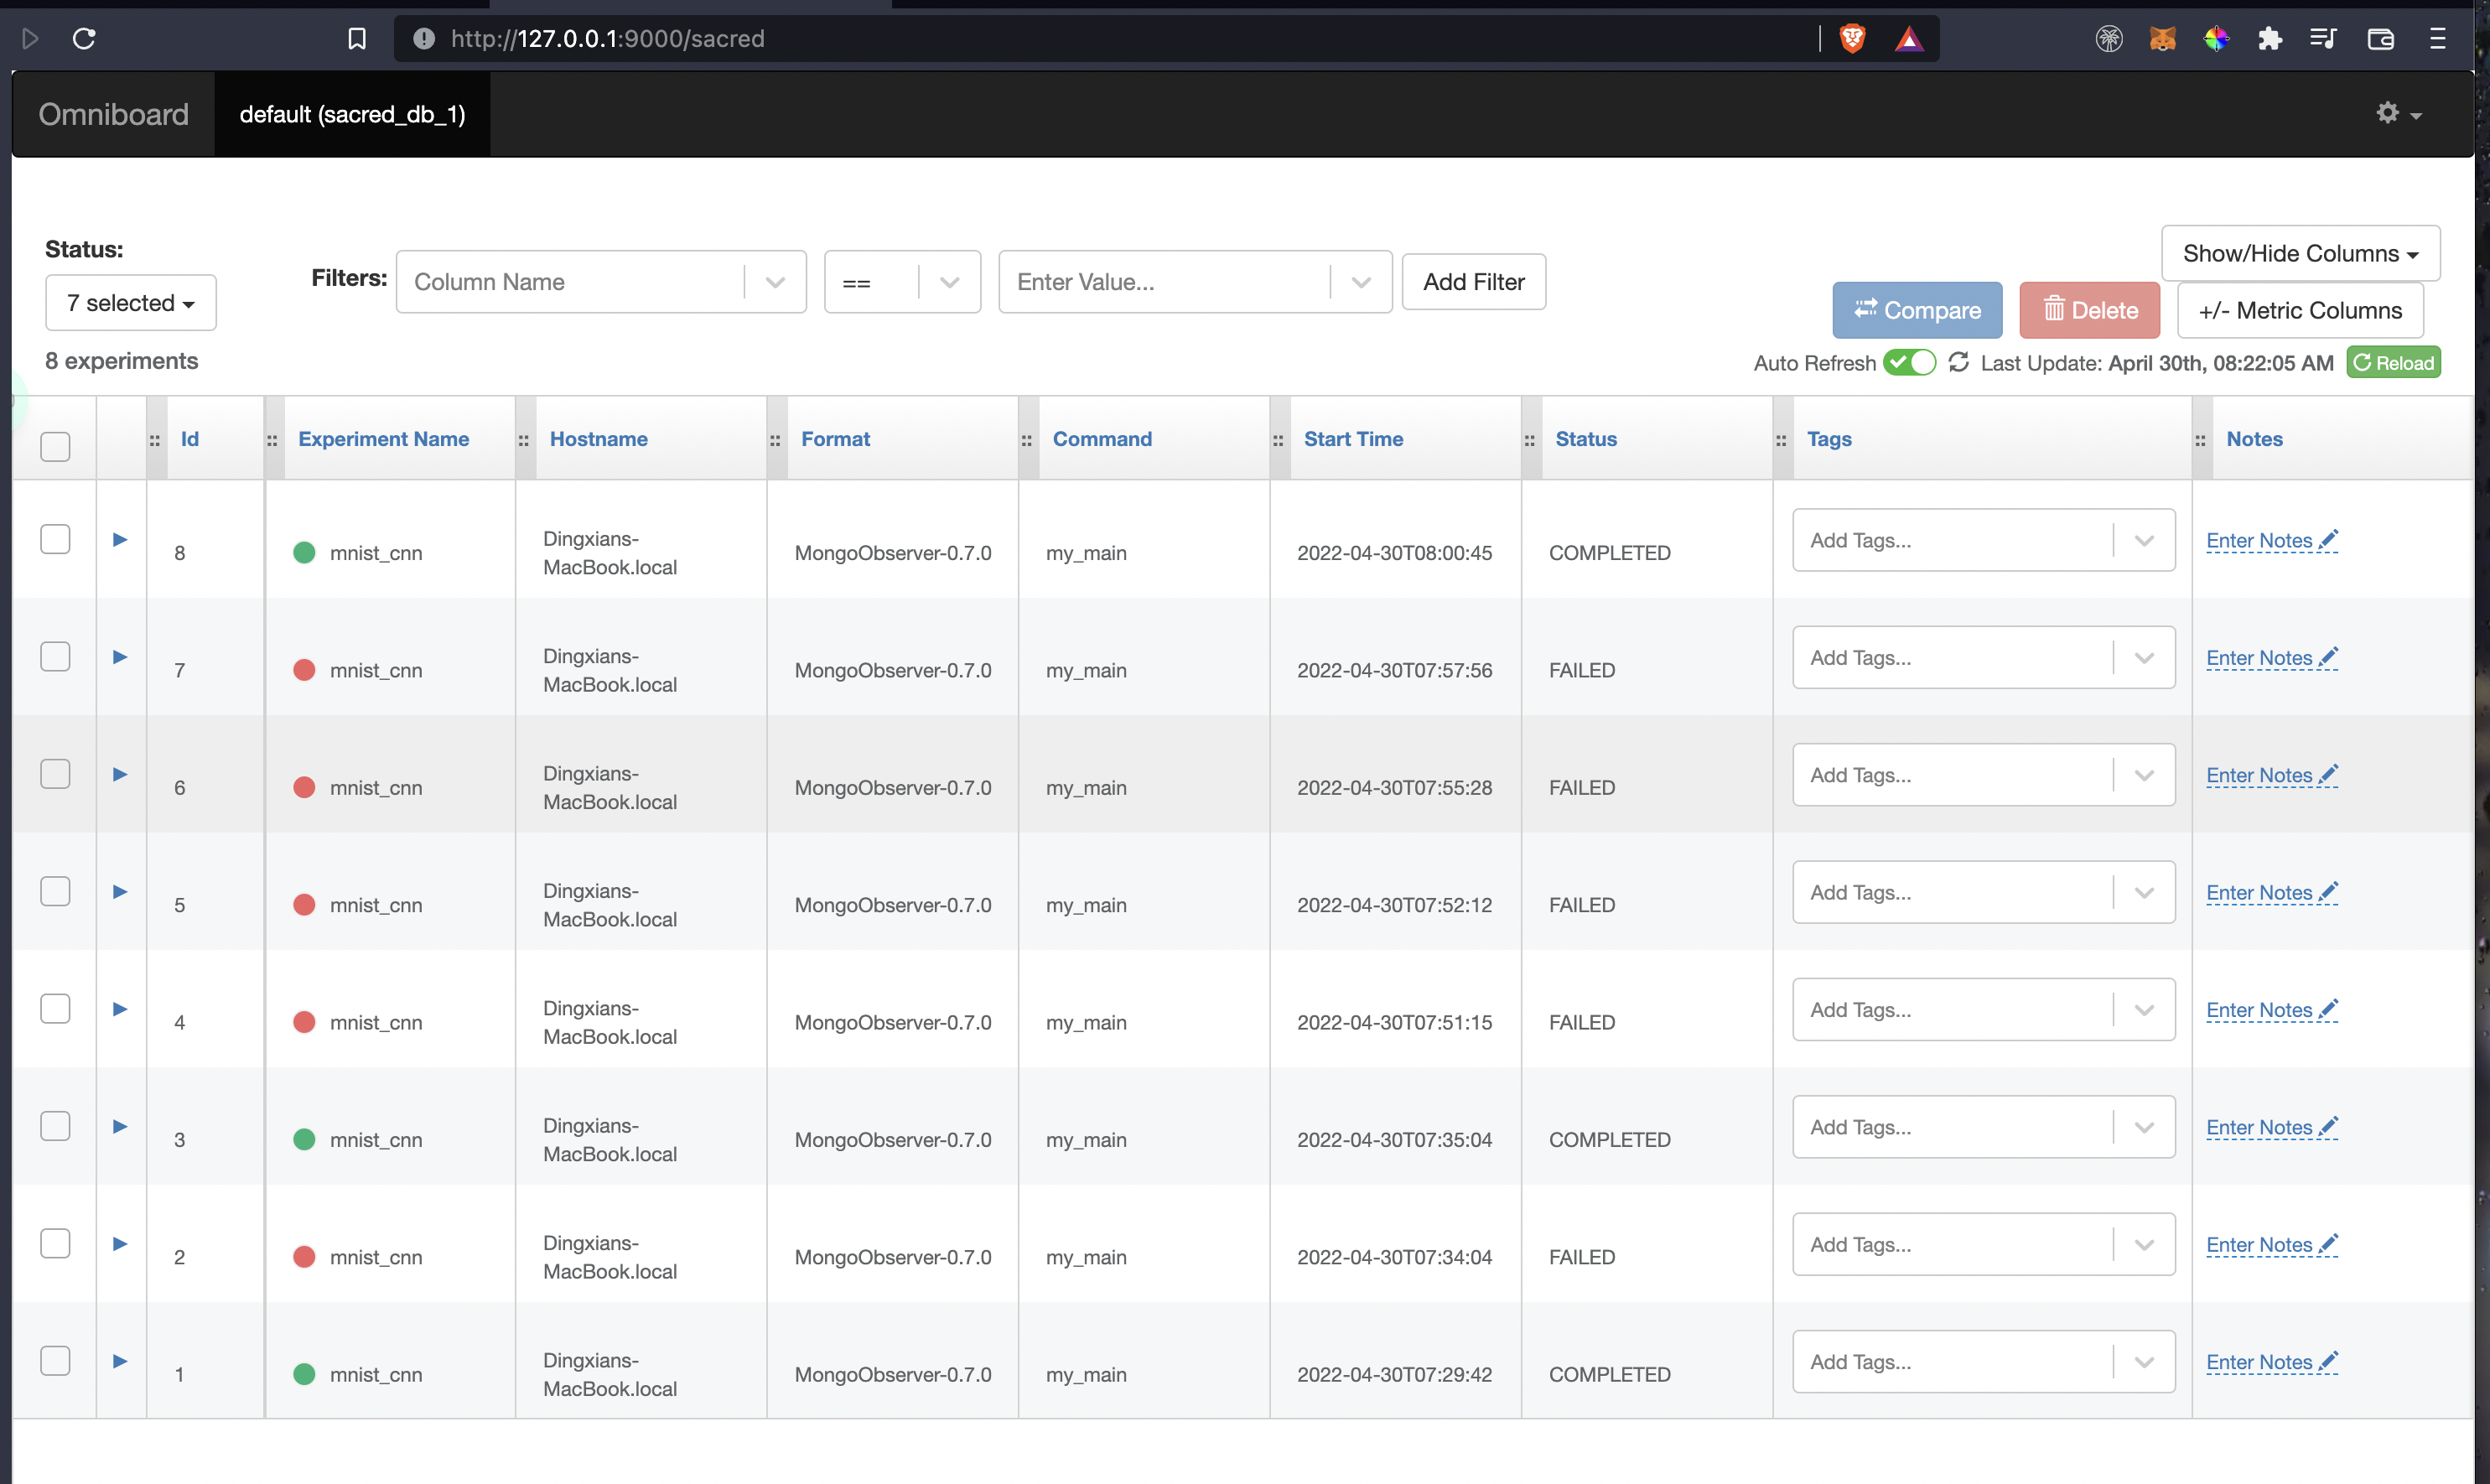 http://127.0.0.1:9000/sacred
Omniboard default (sacred_db_1)
Status:
7 selected
8 experiments
Filters: Column Name == Enter Value... Add Filter
Show/Hide Columns
Compare Delete +/- Metric Columns
Auto Refresh Last Update: April 30th, 08:22:05 AM Reload
Id Experiment Name Hostname Format Command Start Time Status Tags Notes
8 mnist_cnn Dingxians-
MacBook.local MongoObserver-0.7.0 my_main 2022-04-30T08:00:45 COMPLETED Add Tags... Enter Notes
7 mnist_cnn Dingxians-
MacBook.local MongoObserver-0.7.0 my_main 2022-04-30T07:57:56 FAILED Add Tags... Enter Notes
6 mnist_cnn Dingxians-
MacBook.local MongoObserver-0.7.0 my_main 2022-04-30T07:55:28 FAILED Add Tags... Enter Notes
5 mnist_cnn Dingxians-
MacBook.local MongoObserver-0.7.0 my_main 2022-04-30T07:52:12 FAILED Add Tags... Enter Notes
4 mnist_cnn Dingxians-
MacBook.local MongoObserver-0.7.0 my_main 2022-04-30T07:51:15 FAILED Add Tags... Enter Notes
3 mnist_cnn Dingxians-
MacBook.local MongoObserver-0.7.0 my_main 2022-04-30T07:35:04 COMPLETED Add Tags... Enter Notes
2 mnist_cnn Dingxians-
MacBook.local MongoObserver-0.7.0 my_main 2022-04-30T07:34:04 FAILED Add Tags... Enter Notes
1 mnist_cnn Dingxians-
MacBook.local MongoObserver-0.7.0 my_main 2022-04-30T07:29:42 COMPLETED Add Tags... Enter Notes